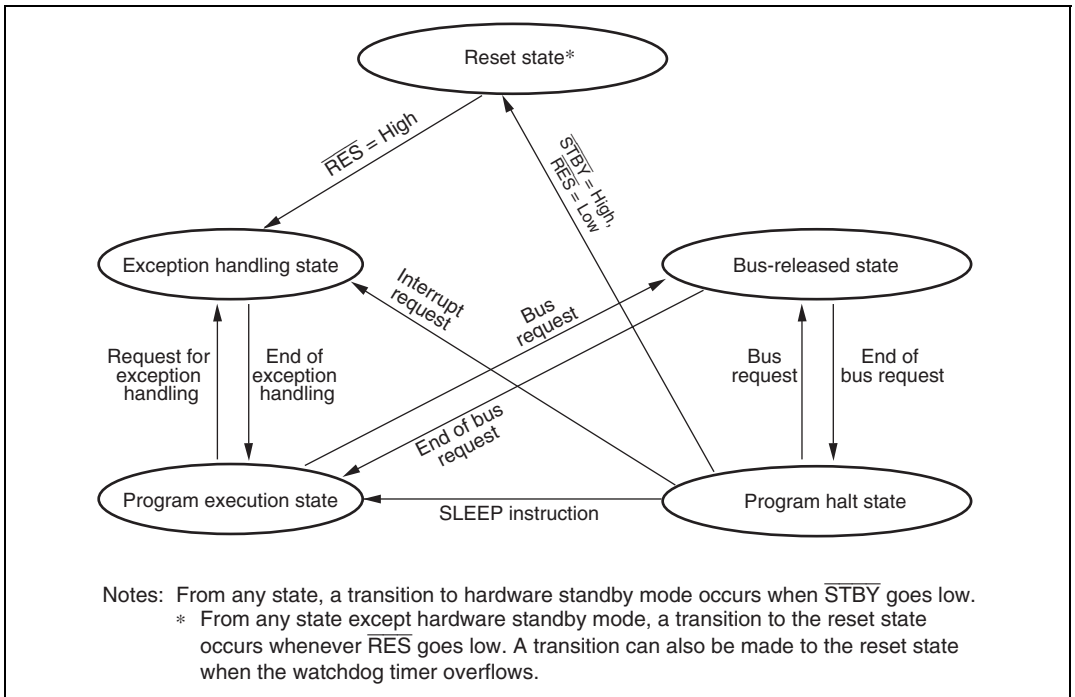 Reset state*
RES = High
STBY = High,
RES = Low
Exception handling state
Bus-released state
Interrupt
request
Bus
request
Request for
exception
handling
End of
exception
handling
Bus
request
End of
bus request
End of bus
request
Program execution state
SLEEP instruction
Program halt state
Notes: From any state, a transition to hardware standby mode occurs when STBY goes low.
* From any state except hardware standby mode, a transition to the reset state
occurs whenever RES goes low. A transition can also be made to the reset state
when the watchdog timer overflows.